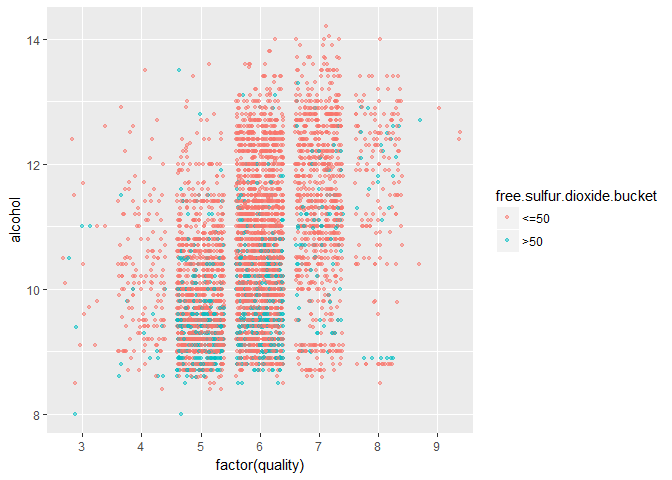 14
12
10
8
alcohol
3 4 5 6 7 8 9
factor(quality)
free.sulfur.dioxide.bucket
<=50
>50